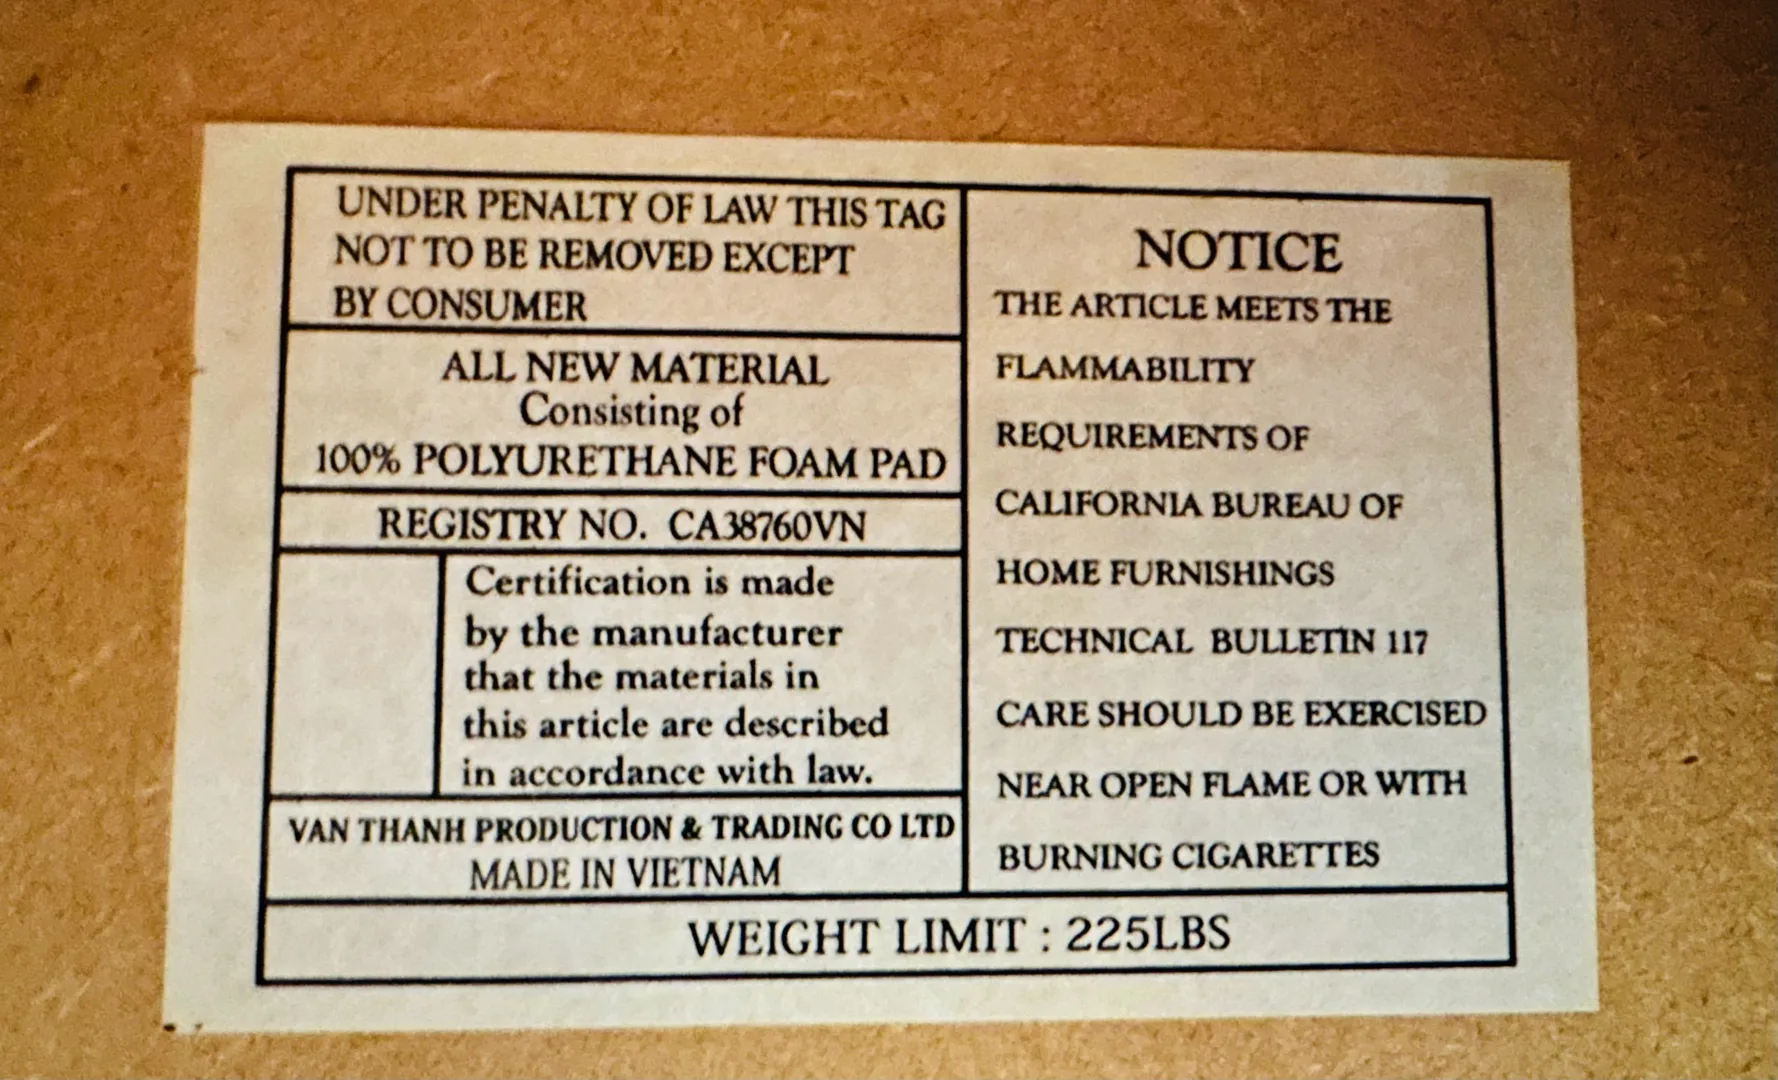 UNDER PENALTY OF LAW THIS TAG
NOT TO BE REMOVED EXCEPT
BY CONSUMER
ALL NEW MATERIAL
Consisting of
100% POLYURETHANE FOAM PAD
REGISTRY NO. CA38760VN
Certification is made
by the manufacturer
that the materials in
this article are described
in accordance with law.
VAN THANH PRODUCTION & TRADING CO LTD
MADE IN VIETNAM
NOTICE
THE ARTICLE MEETS THE
FLAMMABILITY
REQUIREMENTS OF
CALIFORNIA BUREAU OF
HOME FURNISHINGS
TECHNICAL BULLETIN 117
CARE SHOULD BE EXERCISED
NEAR OPEN FLAME OR WITH
BURNING CIGARETTES
WEIGHT LIMIT : 225LBS